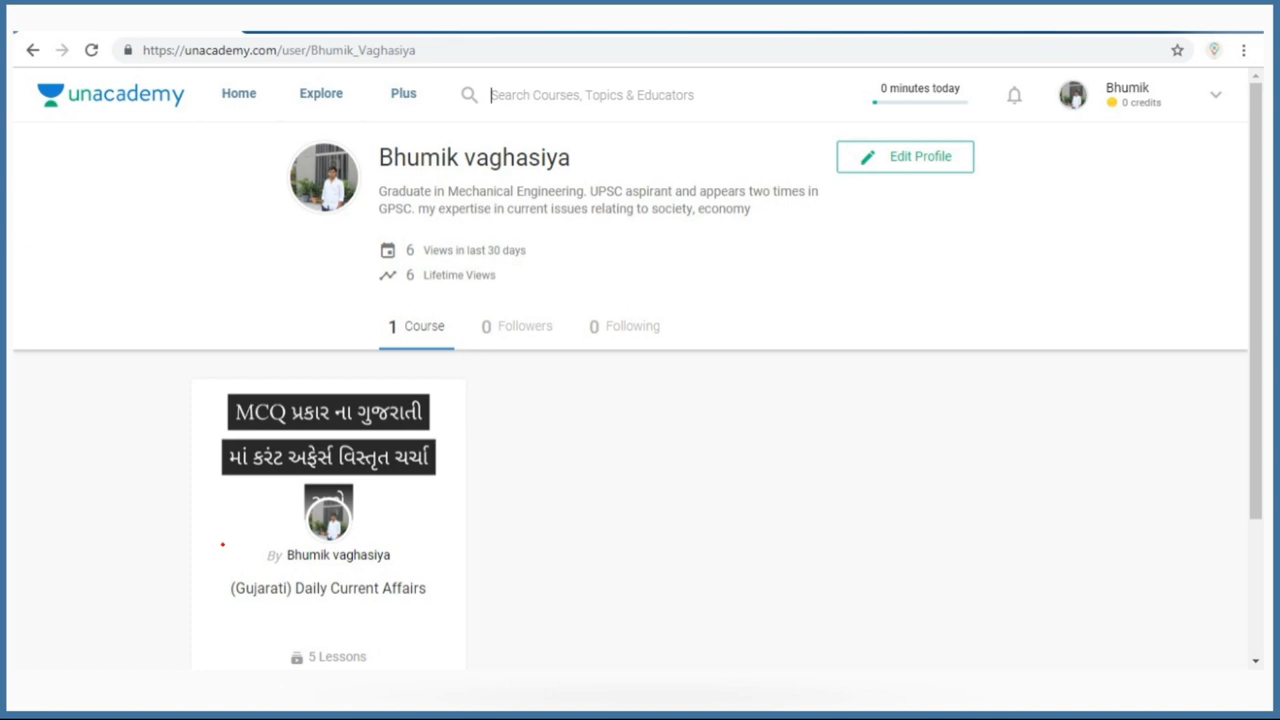 https://unacademy.com/user/Bhumik_Vaghasiya
unacademy
Home
Explore
Plus
Search Courses, Topics & Educators
0 minutes today
Bhumik
0 credits
Bhumik vaghasiya
Edit Profile
Graduate in Mechanical Engineering. UPSC aspirant and appears two times in
GPSC. my expertise in current issues relating to society, economy
6 Views in last 30 days
6 Lifetime Views
1 Course
0 Followers
0 Following
MCQ પ્રકાર ના ગુજરાતી
માં કરંટ અફેર્સ વિસ્તૃત ચર્ચા
By Bhumik vaghasiya
(Gujarati) Daily Current Affairs
5 Lessons